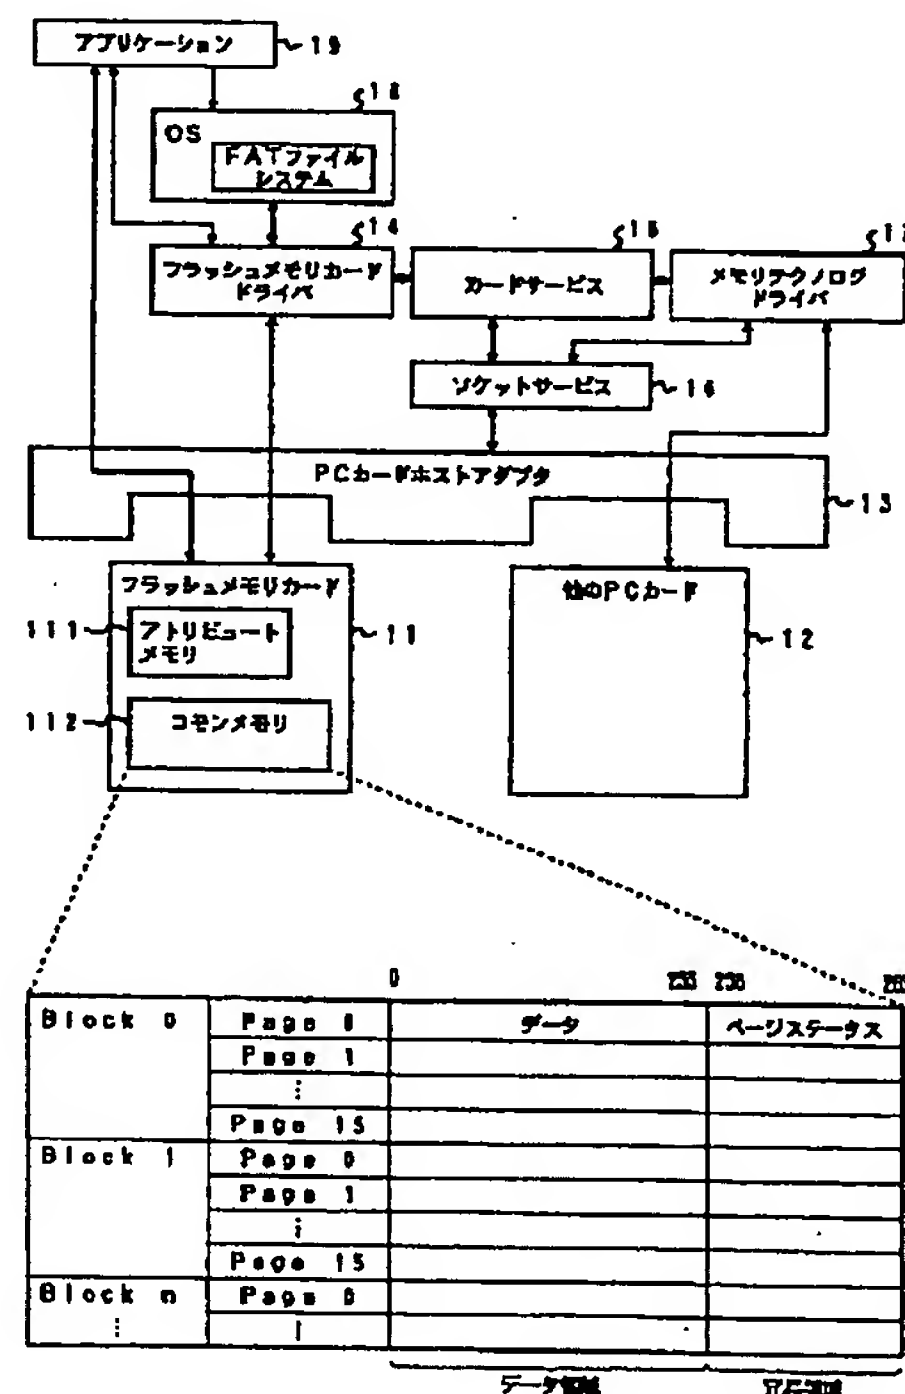 アプリケーション
19
18
OS
FATファイル
システム
14
フラッシュメモリカード
ドライバ
15
カードサービス
メモリテクノロジ
ドライバ
ソケットサービス
16
PCカードホストアダプタ
13
フラッシュメモリカード
11
111
アトリビュート
メモリ
112
コモンメモリ
他のPCカード
12
0
255 256
Block 0
Page 0
データ
ページステータス
Page 1
Page 15
Block 1
Page 0
Page 1
Page 15
Block n
Page 0
データ領域
冗長領域